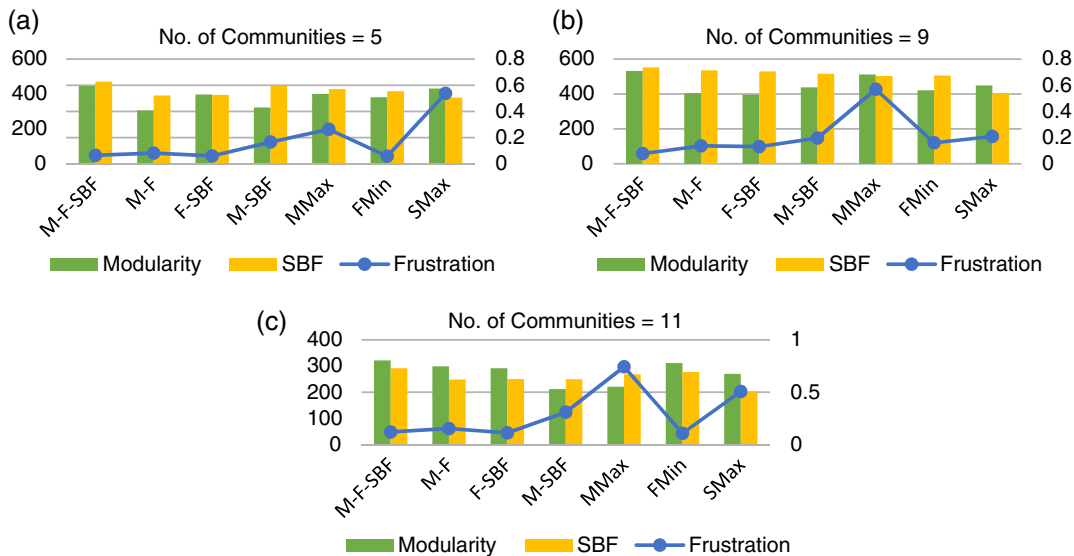 (a)
No. of Communities = 5
600
400
200
0
0.8
0.6
0.4
0.2
0
M-F-SBF
M-F
F-SBF
M-SBF
MMax
FMin
SMax
Modularity SBF Frustration
(b)
No. of Communities = 9
600
400
200
0
0.8
0.6
0.4
0.2
0
M-F-SBF
M-F
F-SBF
M-SBF
MMax
FMin
SMax
Modularity SBF Frustration
(c)
No. of Communities = 11
400
300
200
100
0
1
0.5
0
M-F-SBF
M-F
F-SBF
M-SBF
MMax
FMin
SMax
Modularity SBF Frustration